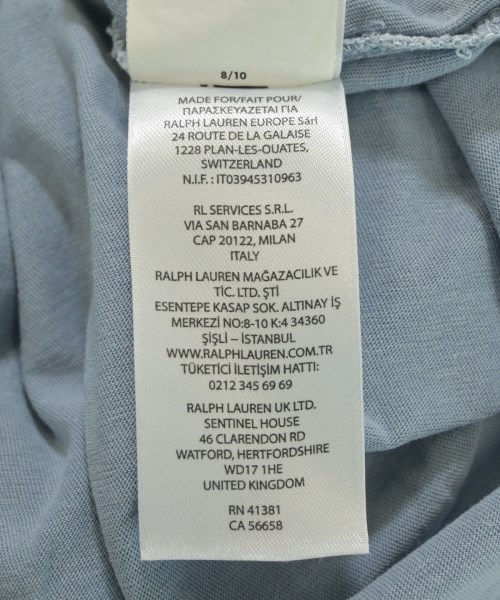 8/10
MADE FOR/FAIT POUR/
ΠΑΡΑΣΚΕΥΑΖΕΤΑΙ ΓΙΑ
RALPH LAUREN EUROPE Sárl
24 ROUTE DE LA GALAISE
1228 PLAN-LES-OUATES,
SWITZERLAND
N.I.F.: IT03945310963
RL SERVICES S.R.L.
VIA SAN BARNABA 27
CAP 20122, MILAN
ITALY
RALPH LAUREN MAĞAZACILIK VE
TİC. LTD. ŞTİ
ESENTEPE KASAP SOK. ALTINAY İŞ
MERKEZİ NO:8-10 K:4 34360
ŞİŞLİ – İSTANBUL
WWW.RALPHLAUREN.COM.TR
TÜKETİCİ İLETİŞİM HATTI:
0212 345 69 69
RALPH LAUREN UK LTD.
SENTINEL HOUSE
46 CLARENDON RD
WATFORD, HERTFORDSHIRE
WD17 1HE
UNITED KINGDOM
RN 41381
CA 56658